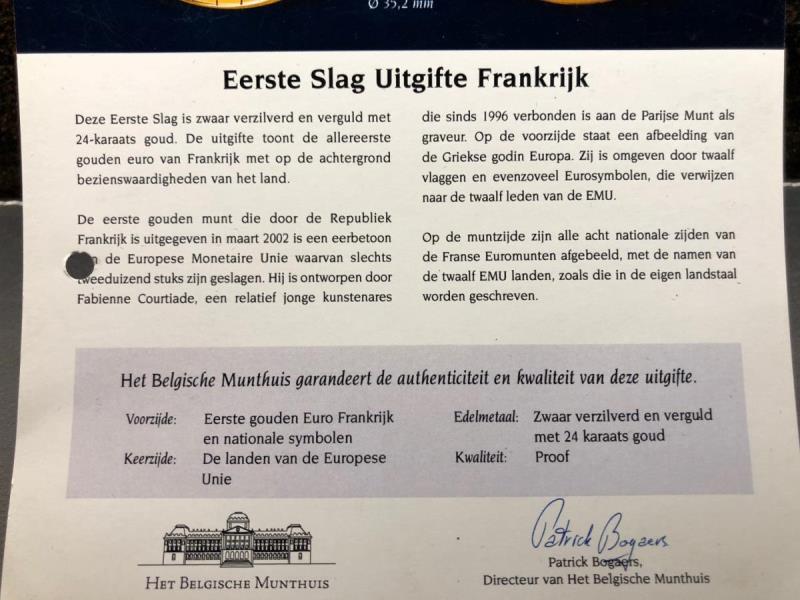 Ø 35,2 mm
Eerste Slag Uitgifte Frankrijk
Deze Eerste Slag is zwaar verzilverd en verguld met
24-karaats goud. De uitgifte toont de allereerste
gouden euro van Frankrijk met op de achtergrond
bezienswaardigheden van het land.
De eerste gouden munt die door de Republiek
Frankrijk is uitgegeven in maart 2002 is een eerbetoon
de Europese Monetaire Unie waarvan slechts
tweeduizend stuks zijn geslagen. Hij is ontworpen door
Fabienne Courtiade, een relatief jonge kunstenares
die sinds 1996 verbonden is aan de Parijse Munt als
graveur. Op de voorzijde staat een afbeelding van
de Griekse godin Europa. Zij is omgeven door twaalf
vlaggen en evenzoveel Eurosymbolen, die verwijzen
naar de twaalf leden van de EMU.
Op de muntzijde zijn alle acht nationale zijden van
de Franse Euromunten afgebeeld, met de namen van
de twaalf EMU landen, zoals die in de eigen landstaal
worden geschreven.
Het Belgische Munthuis garandeert de authenticiteit en kwaliteit van deze uitgifte.
Voorzijde: Eerste gouden Euro Frankrijk
en nationale symbolen
Keerzijde: De landen van de Europese
Unie
Edelmetaal: Zwaar verzilverd en verguld
met 24 karaats goud
Kwaliteit: Proof
HET BELGISCHE MUNTHUIS
Patrick Bogaers
Patrick Bogaers,
Directeur van Het Belgische Munthuis